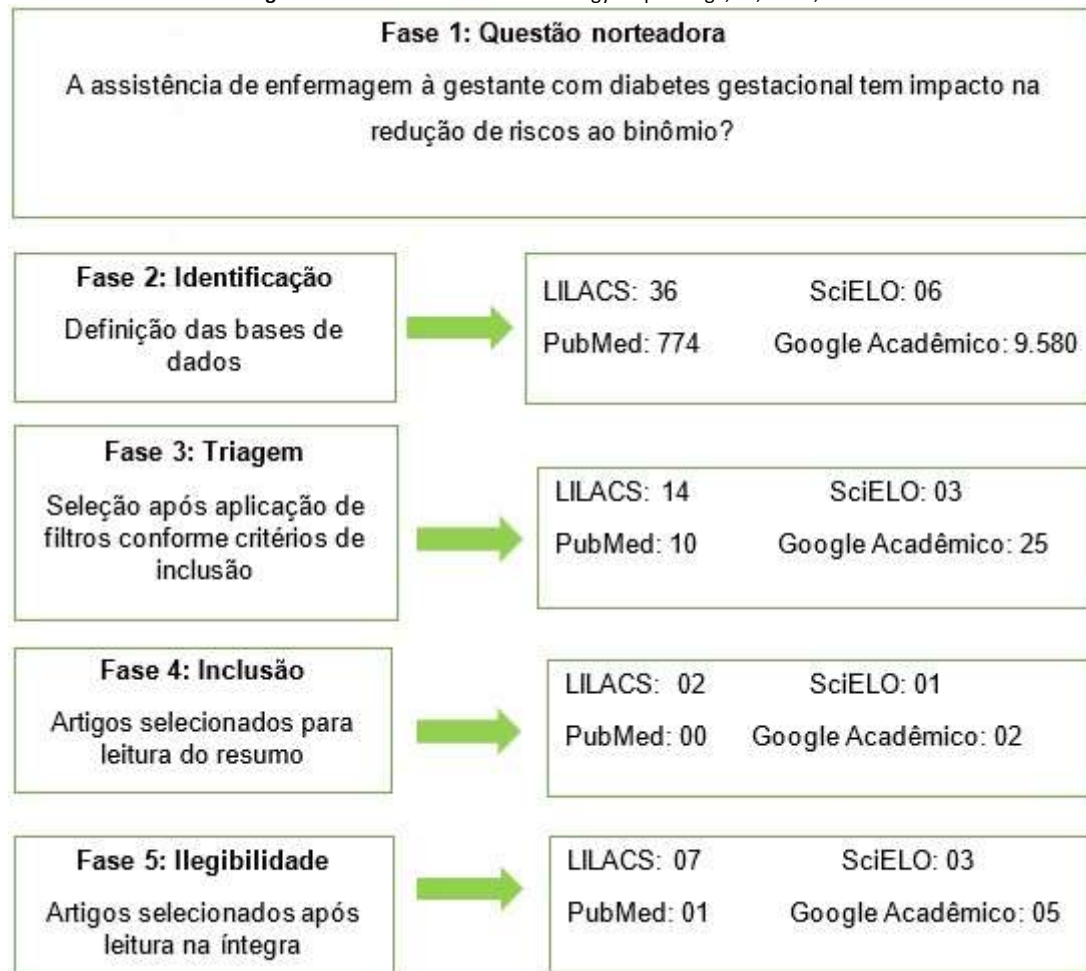 Fase 1: Questão norteadora
A assistência de enfermagem à gestante com diabetes gestacional tem impacto na
redução de riscos ao binômio?
Fase 2: Identificação
Definição das bases de
dados
LILACS: 36 SciELO: 06
PubMed: 774 Google Acadêmico: 9.580
Fase 3: Triagem
Seleção após aplicação de
filtros conforme critérios de
inclusão
LILACS: 14 SciELO: 03
PubMed: 10 Google Acadêmico: 25
Fase 4: Inclusão
Artigos selecionados para
leitura do resumo
LILACS: 02 SciELO: 01
PubMed: 00 Google Acadêmico: 02
Fase 5: Ilegibilidade
Artigos selecionados após
leitura na íntegra
LILACS: 07 SciELO: 03
PubMed: 01 Google Acadêmico: 05